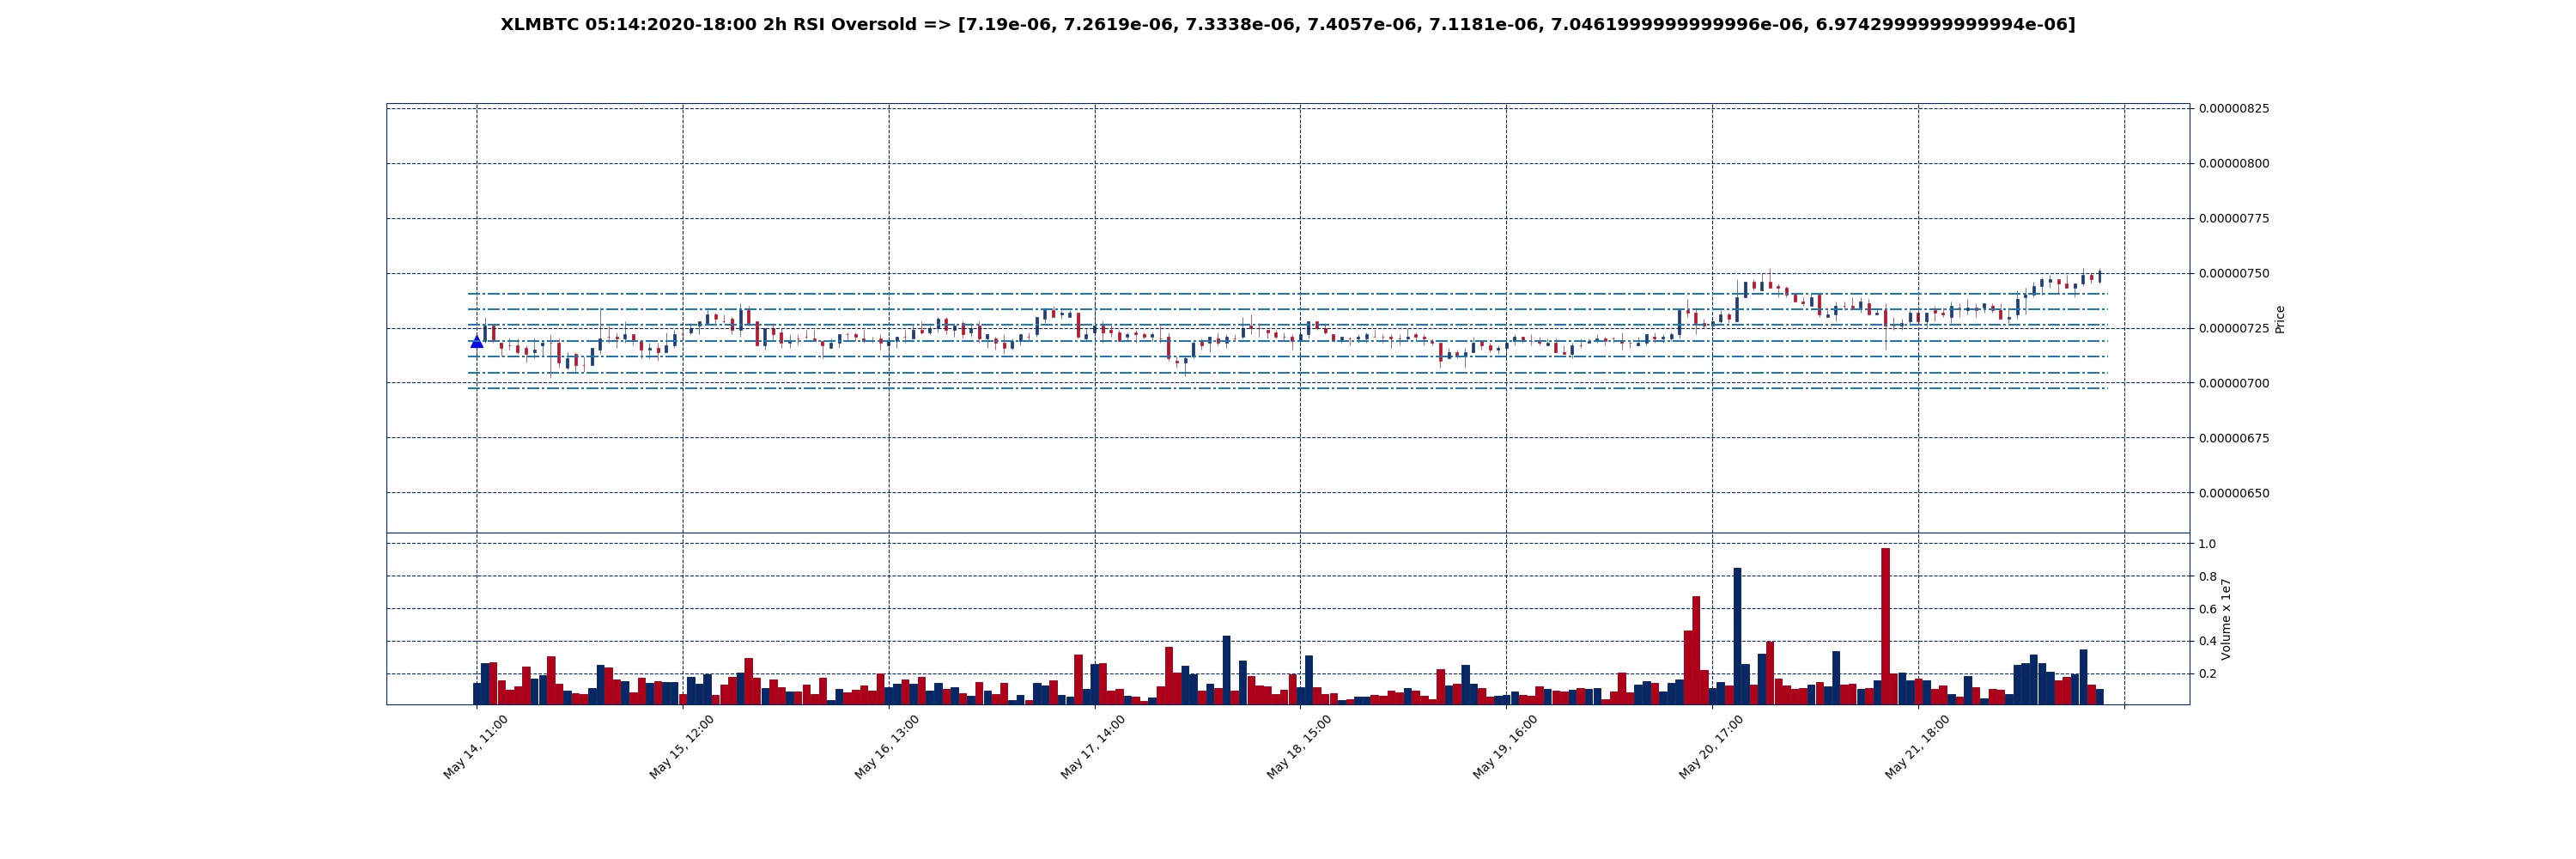 XLMBTC 05:14:2020-18:00 2h RSI Oversold => [7.19e-06, 7.2619e-06, 7.3338e-06, 7.4057e-06, 7.1181e-06, 7.0461999999999996e-06, 6.9742999999999994e-06]
0.00000825
0.00000800
0.00000775
0.00000750
0.00000725
0.00000700
0.00000675
0.00000650
Price
1.0
0.8
0.6
0.4
0.2
Volume x 1e7
May 14, 11:00
May 15, 12:00
May 16, 13:00
May 17, 14:00
May 18, 15:00
May 19, 16:00
May 20, 17:00
May 21, 18:00